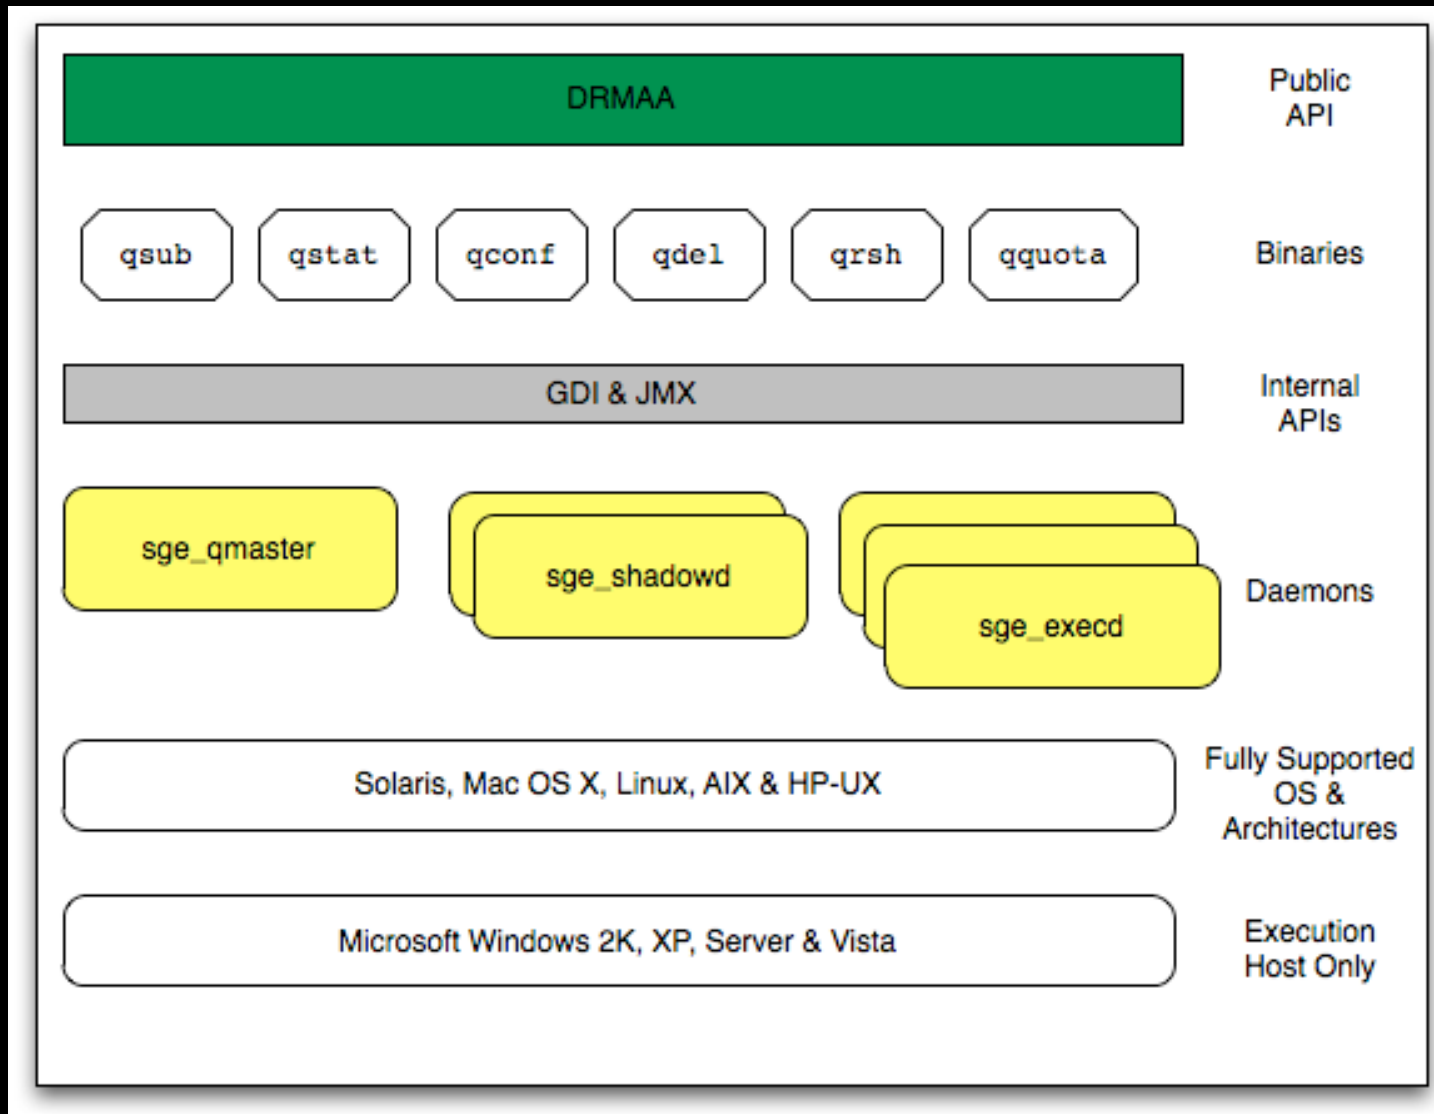 DRMAA
Public
API
qsub
qstat
qconf
qdel
qrsh
qquota
Binaries
GDI & JMX
Internal
APIs
sge_qmaster
sge_shadowd
sge_execd
Daemons
Solaris, Mac OS X, Linux, AIX & HP-UX
Fully Supported
OS &
Architectures
Microsoft Windows 2K, XP, Server & Vista
Execution
Host Only